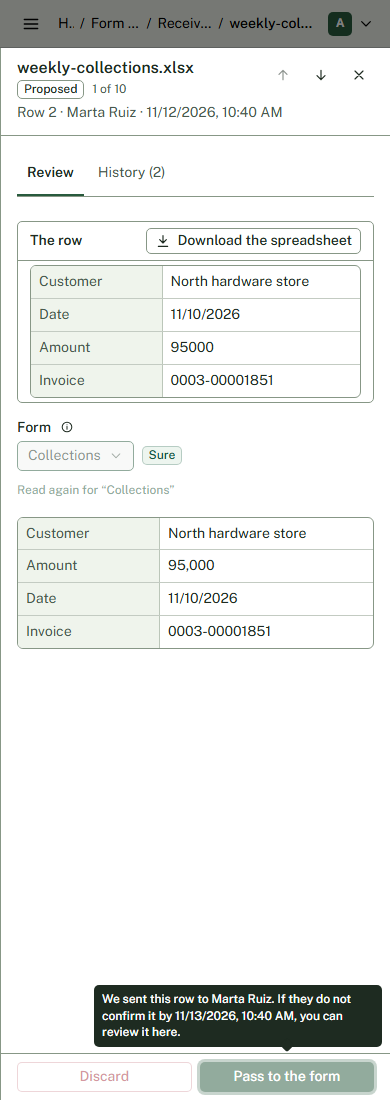 H.. / Form ... / Receiv... / weekly-col... A
weekly-collections.xlsx
Proposed 1 of 10
Row 2 · Marta Ruiz · 11/12/2026, 10:40 AM
Review History (2)
The row Download the spreadsheet
Customer North hardware store
Date 11/10/2026
Amount 95000
Invoice 0003-00001851
Form
Collections Sure
Read again for “Collections”
Customer North hardware store
Amount 95,000
Date 11/10/2026
Invoice 0003-00001851
We sent this row to Marta Ruiz. If they do not
confirm it by 11/13/2026, 10:40 AM, you can
review it here.
Discard Pass to the form